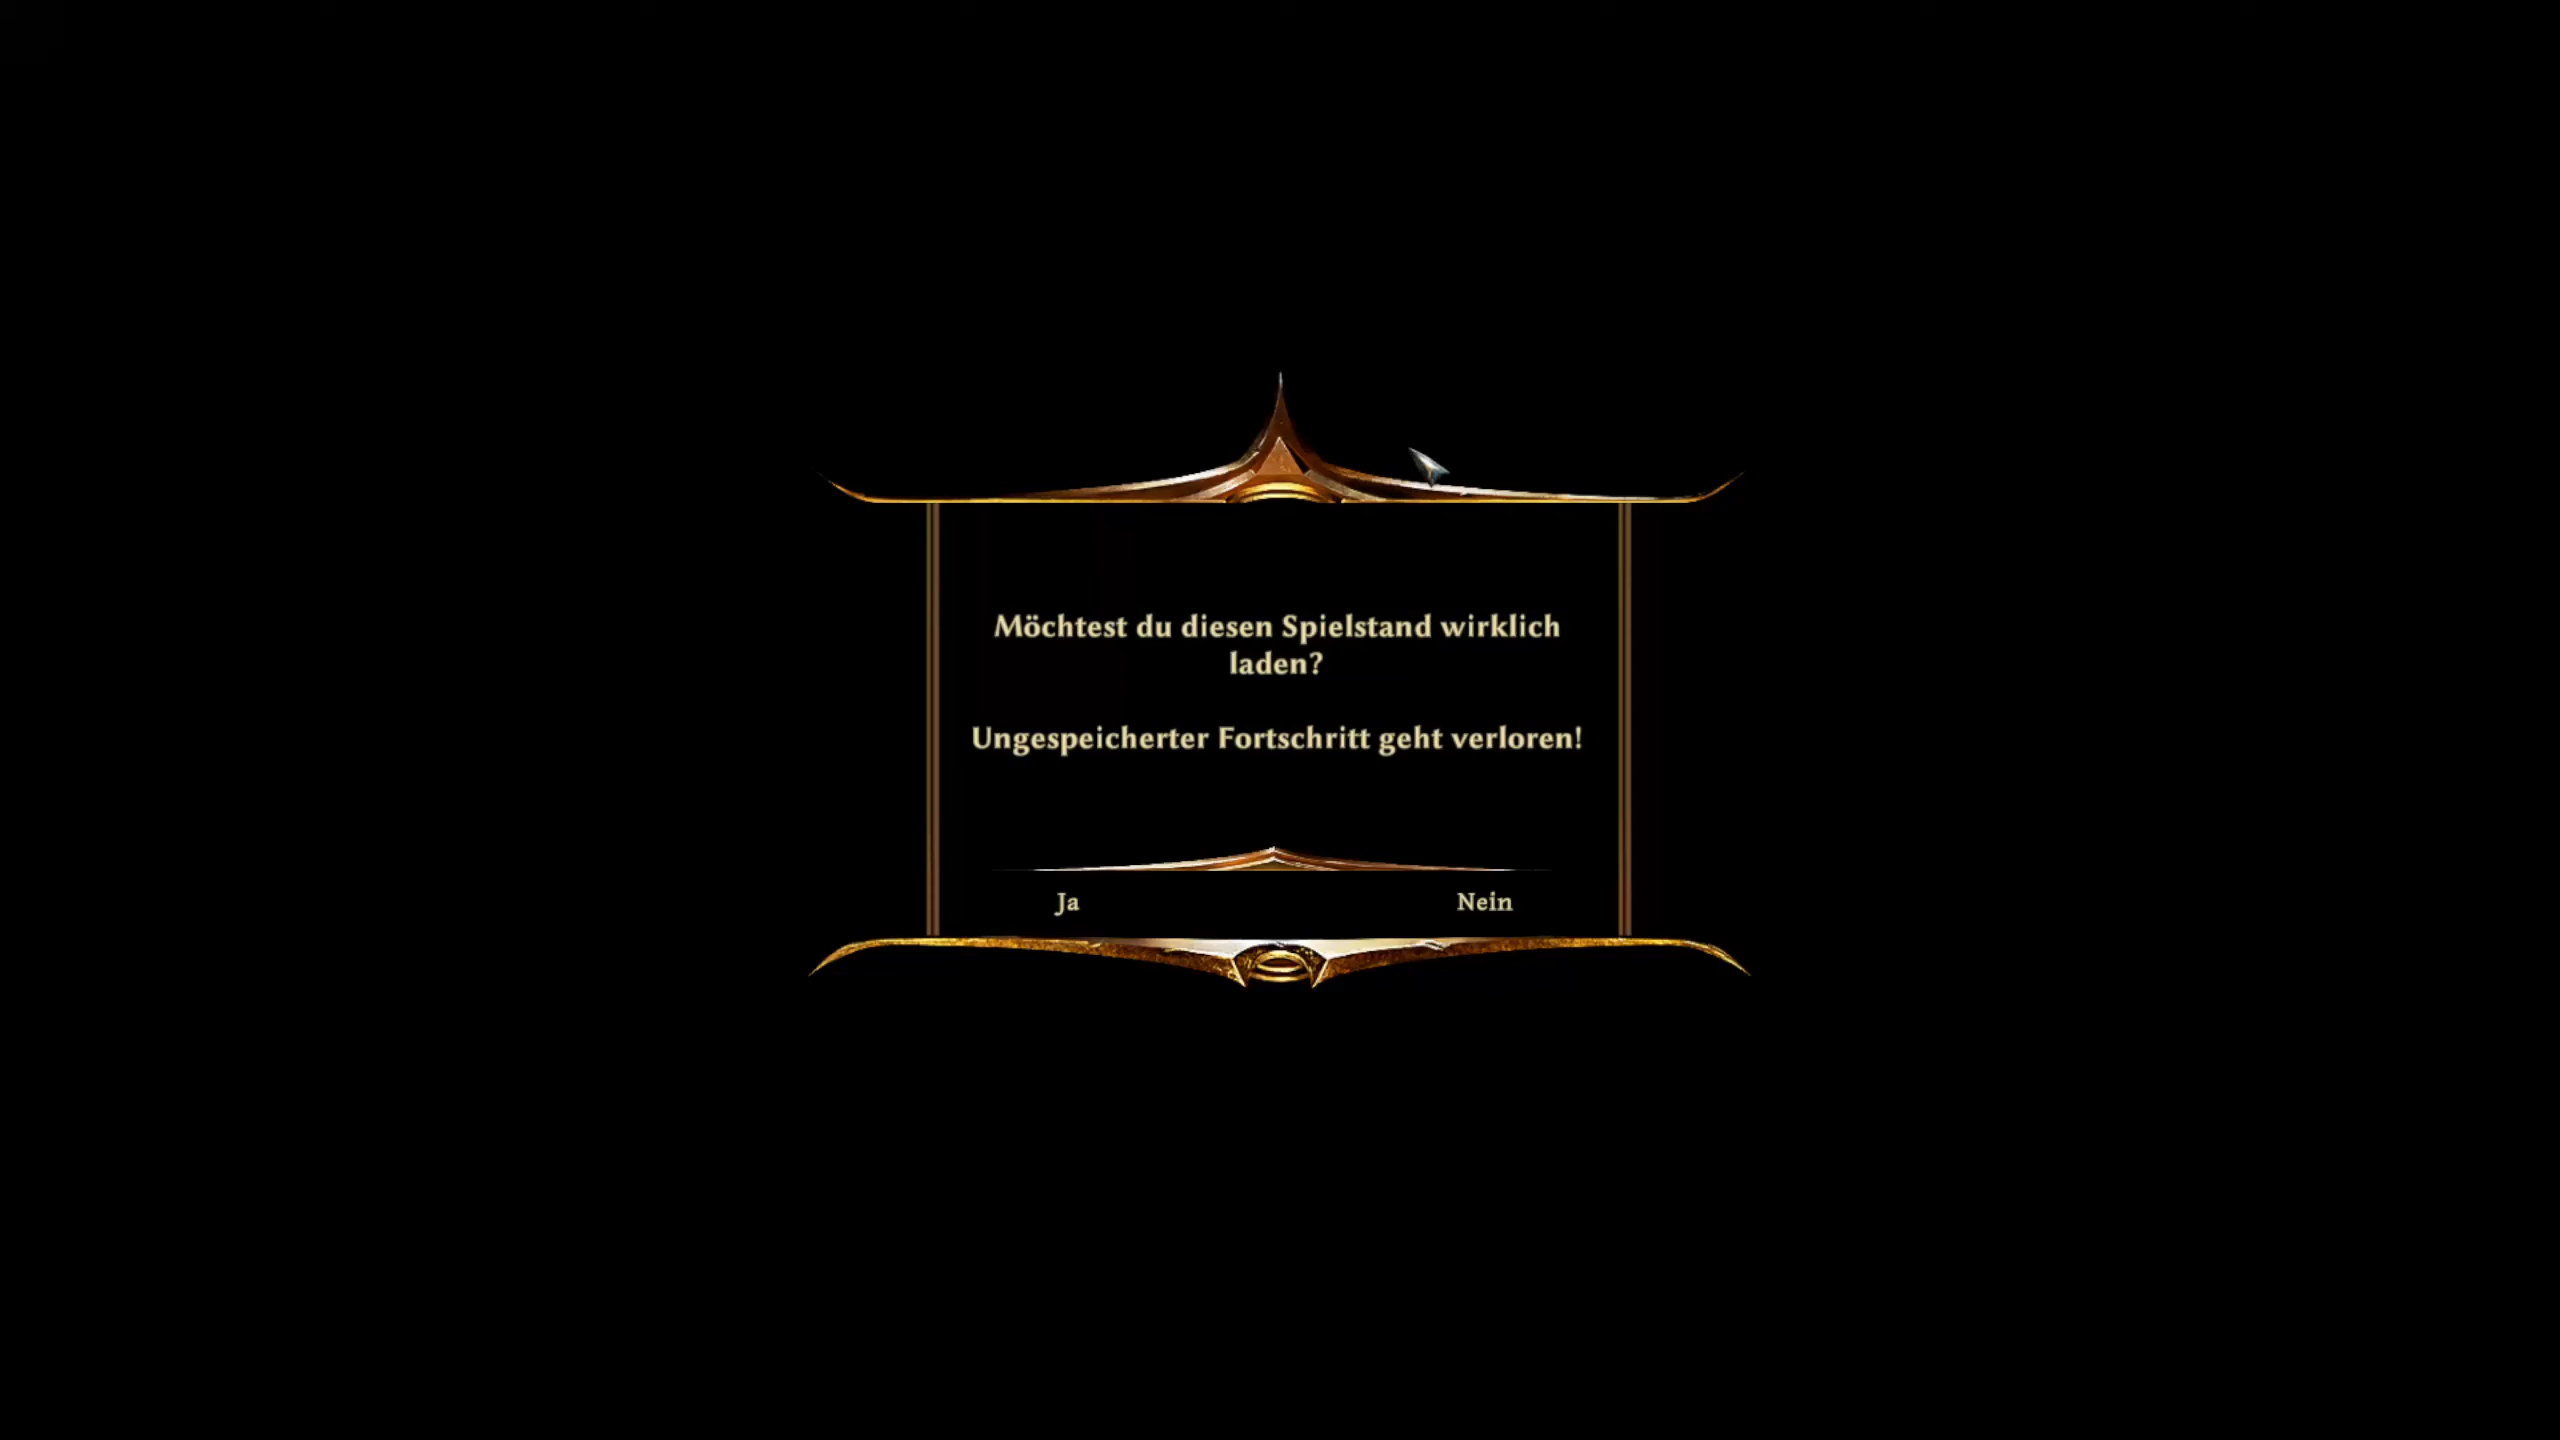 Möchtest du diesen Spielstand wirklich
laden?
Ungespeicherter Fortschritt geht verloren!
Ja
Nein